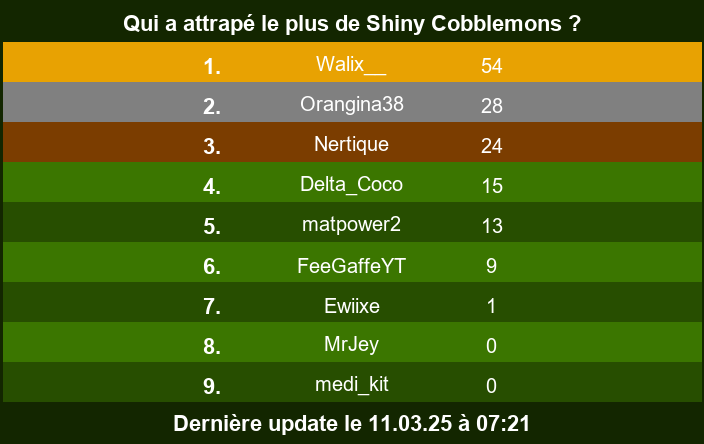 Qui a attrapé le plus de Shiny Cobblemons ?
1. Walix__ 54
2. Orangina38 28
3. Nertique 24
4. Delta_Coco 15
5. matpower2 13
6. FeeGaffeYT 9
7. Ewiixe 1
8. MrJey 0
9. medi_kit 0
Dernière update le 11.03.25 à 07:21